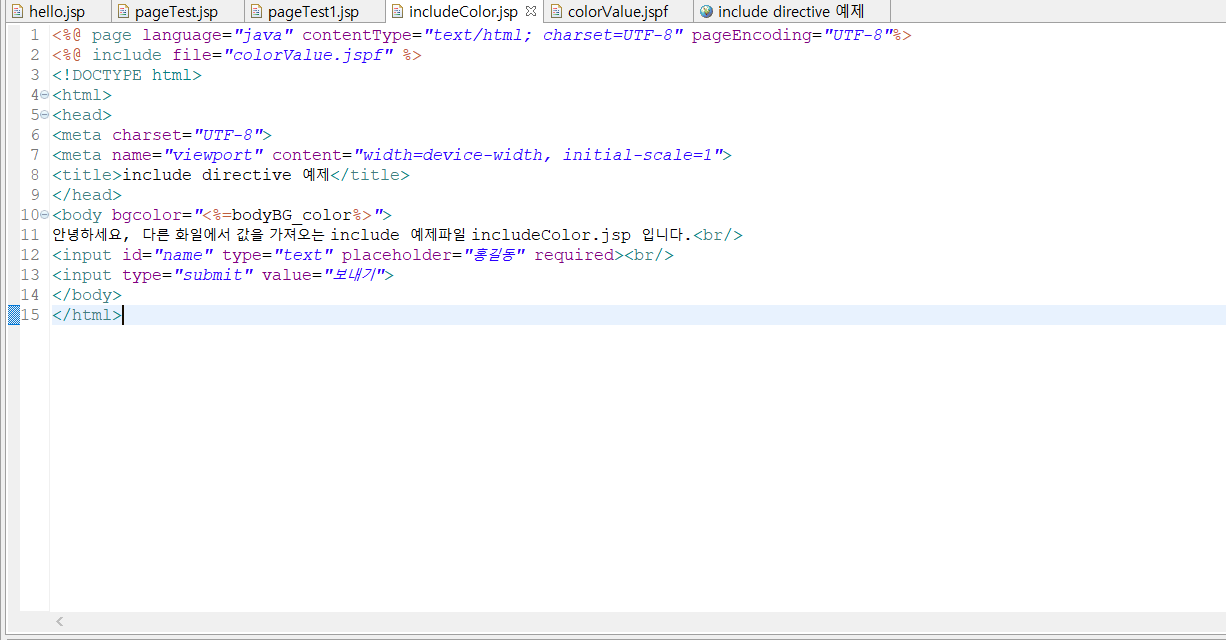 hello.jsp pageTest.jsp pageTest1.jsp includeColor.jsp colorValue.jspf include directive 예제
1 <%@ page language="java" contentType="text/html; charset=UTF-8" pageEncoding="UTF-8"%>
2 <%@ include file="colorValue.jspf" %>
3 <!DOCTYPE html>
4 <html>
5 <head>
6 <meta charset="UTF-8">
7 <meta name="viewport" content="width=device-width, initial-scale=1">
8 <title>include directive 예제</title>
9 </head>
10 <body bgcolor="<%=bodyBG_color%>">
11 안녕하세요, 다른 화일에서 값을 가져오는 include 예제파일 includeColor.jsp 입니다.<br/>
12 <input id="name" type="text" placeholder="홍길동" required><br/>
13 <input type="submit" value="보내기">
14 </body>
15 </html>